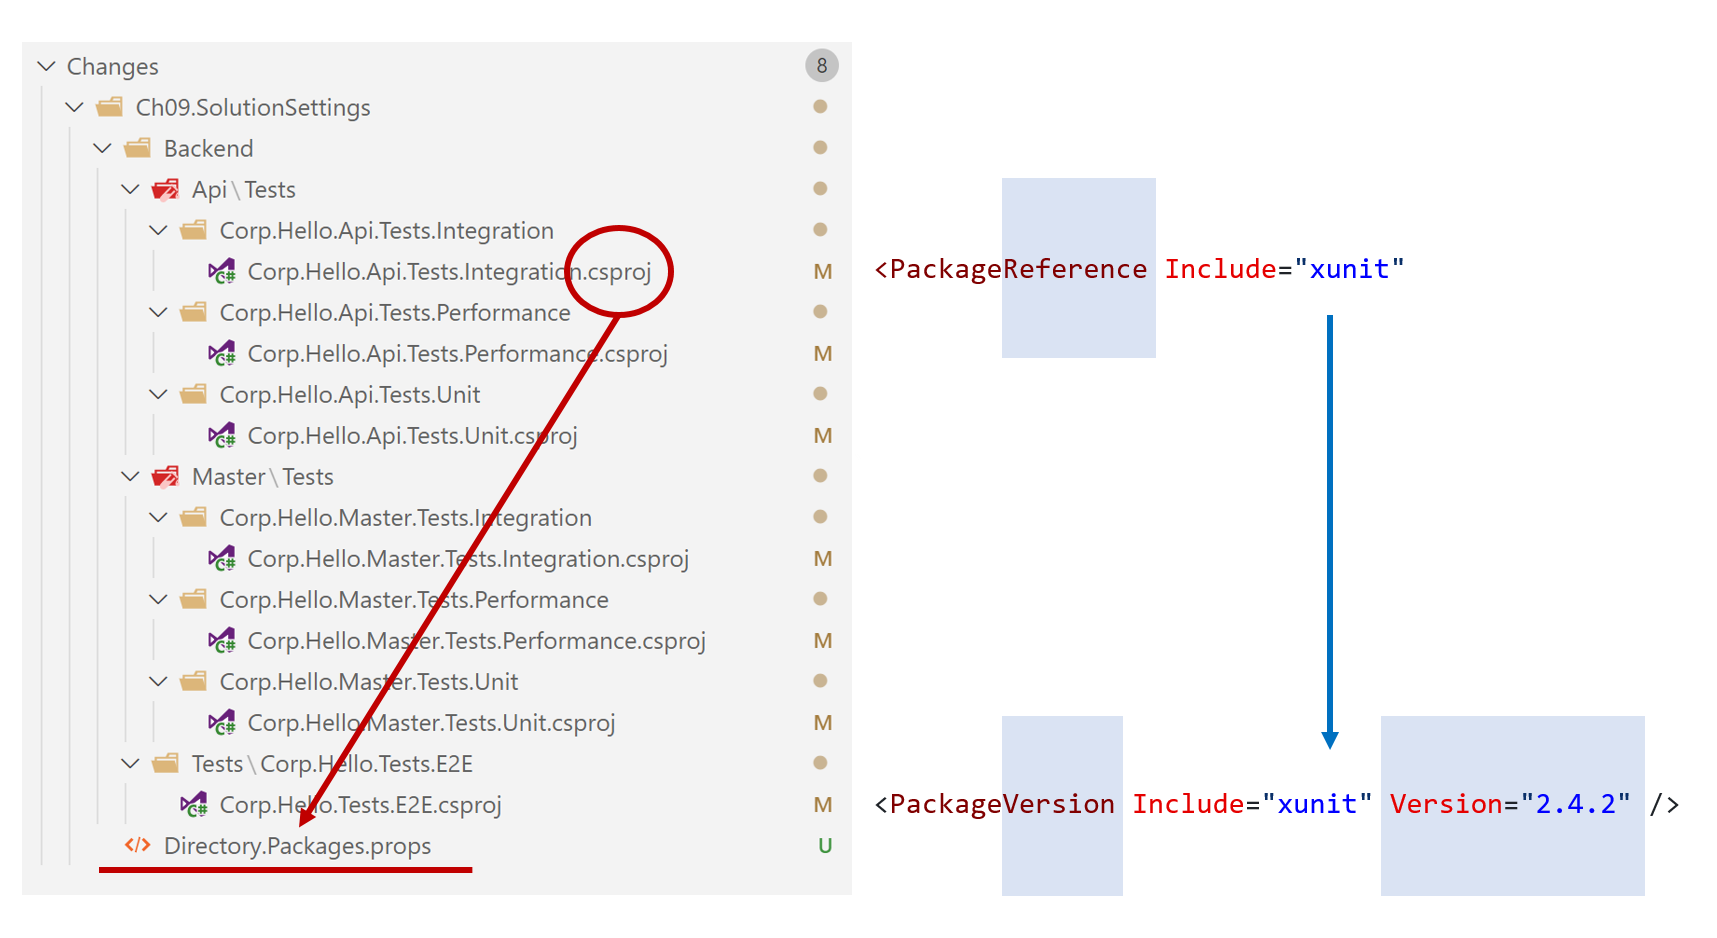 Changes 8
Ch09.SolutionSettings
Backend
Api\Tests
Corp.Hello.Api.Tests.Integration
Corp.Hello.Api.Tests.Integration.csproj M
Corp.Hello.Api.Tests.Performance
Corp.Hello.Api.Tests.Performance.csproj M
Corp.Hello.Api.Tests.Unit
Corp.Hello.Api.Tests.Unit.csproj M
Master\Tests
Corp.Hello.Master.Tests.Integration
Corp.Hello.Master.Tests.Integration.csproj M
Corp.Hello.Master.Tests.Performance
Corp.Hello.Master.Tests.Performance.csproj M
Corp.Hello.Master.Tests.Unit
Corp.Hello.Master.Tests.Unit.csproj M
Tests\Corp.Hello.Tests.E2E
Corp.Hello.Tests.E2E.csproj M
</> Directory.Packages.props U
<PackageReference Include="xunit"
<PackageVersion Include="xunit" Version="2.4.2" />